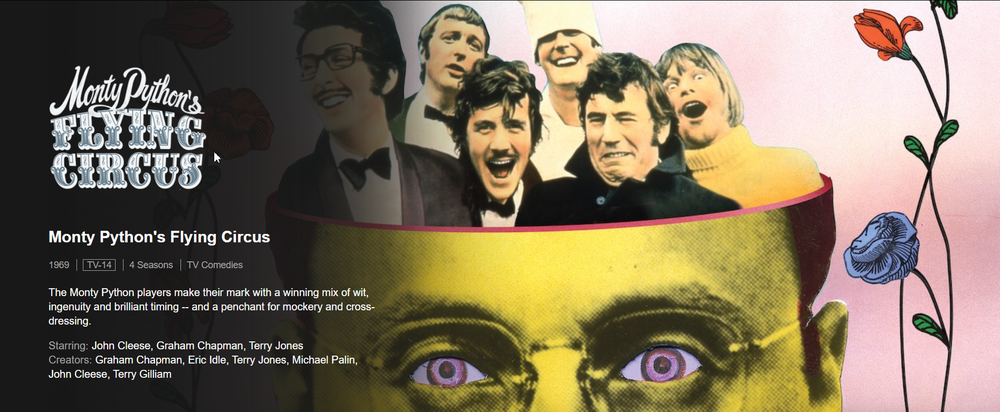 Monty Python's
FLYING
CIRCUS
Monty Python's Flying Circus
1969 | TV-14 | 4 Seasons | TV Comedies
The Monty Python players make their mark with a winning mix of wit,
ingenuity and brilliant timing -- and a penchant for mockery and cross-
dressing.
Starring: John Cleese, Graham Chapman, Terry Jones
Creators: Graham Chapman, Eric Idle, Terry Jones, Michael Palin,
John Cleese, Terry Gilliam